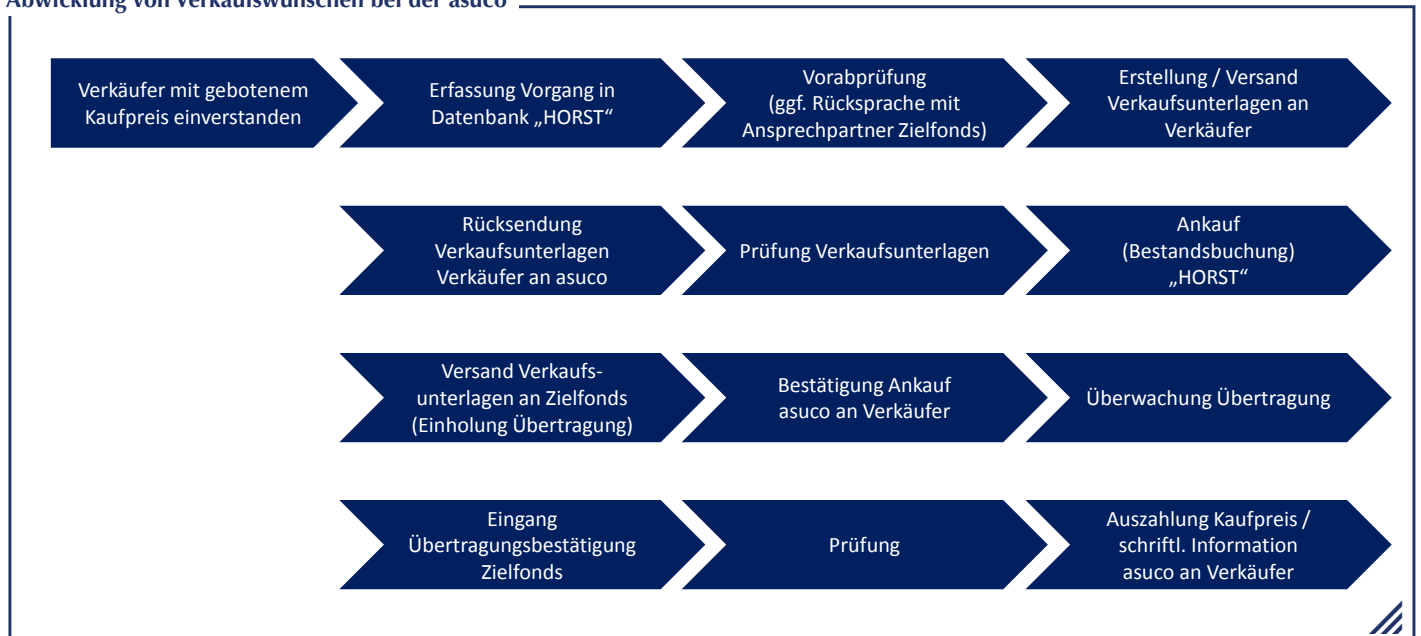 Abwicklung von Verkaufswünschen bei der asuco
Verkäufer mit gebotenem
Kaufpreis einverstanden
Erfassung Vorgang in
Datenbank „HORST“
Vorabprüfung
(ggf. Rücksprache mit
Ansprechpartner Zielfonds)
Erstellung / Versand
Verkaufsunterlagen an
Verkäufer
Rücksendung
Verkaufsunterlagen
Verkäufer an asuco
Prüfung Verkaufsunterlagen
Ankauf
(Bestandsbuchung)
„HORST“
Versand Verkaufs-
unterlagen an Zielfonds
(Einholung Übertragung)
Bestätigung Ankauf
asuco an Verkäufer
Überwachung Übertragung
Eingang
Übertragungsbestätigung
Zielfonds
Prüfung
Auszahlung Kaufpreis /
schriftl. Information
asuco an Verkäufer